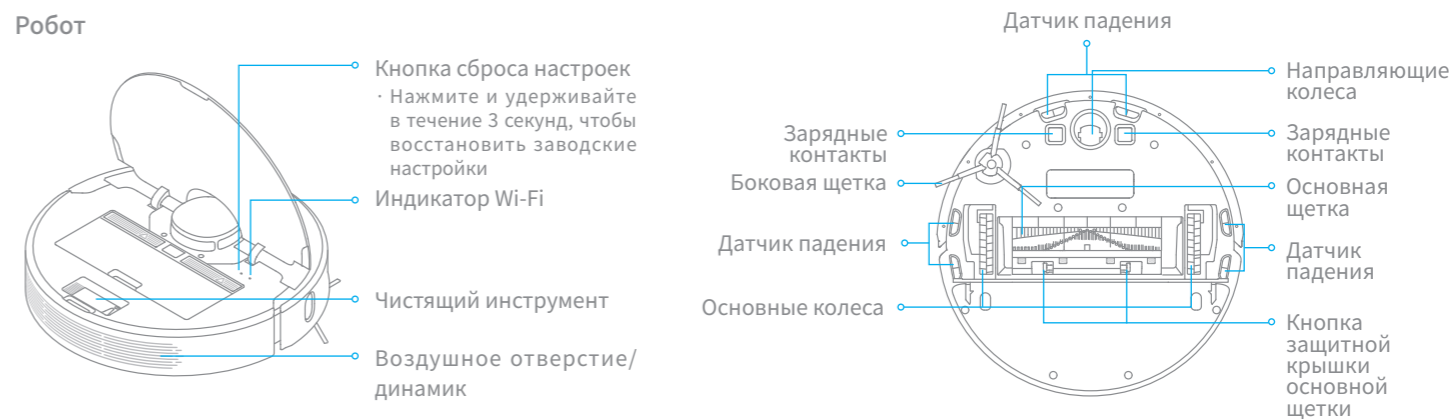 Робот
Кнопка сброса настроек
· Нажмите и удерживайте
в течение 3 секунд, чтобы
восстановить заводские
настройки
Индикатор Wi-Fi
Чистящий инструмент
Воздушное отверстие/
динамик
Датчик падения
Направляющие
колеса
Зарядные
контакты
Зарядные
контакты
Боковая щетка
Основная
щетка
Датчик падения
Датчик
падения
Основные колеса
Кнопка
защитной
крышки
основной
щетки